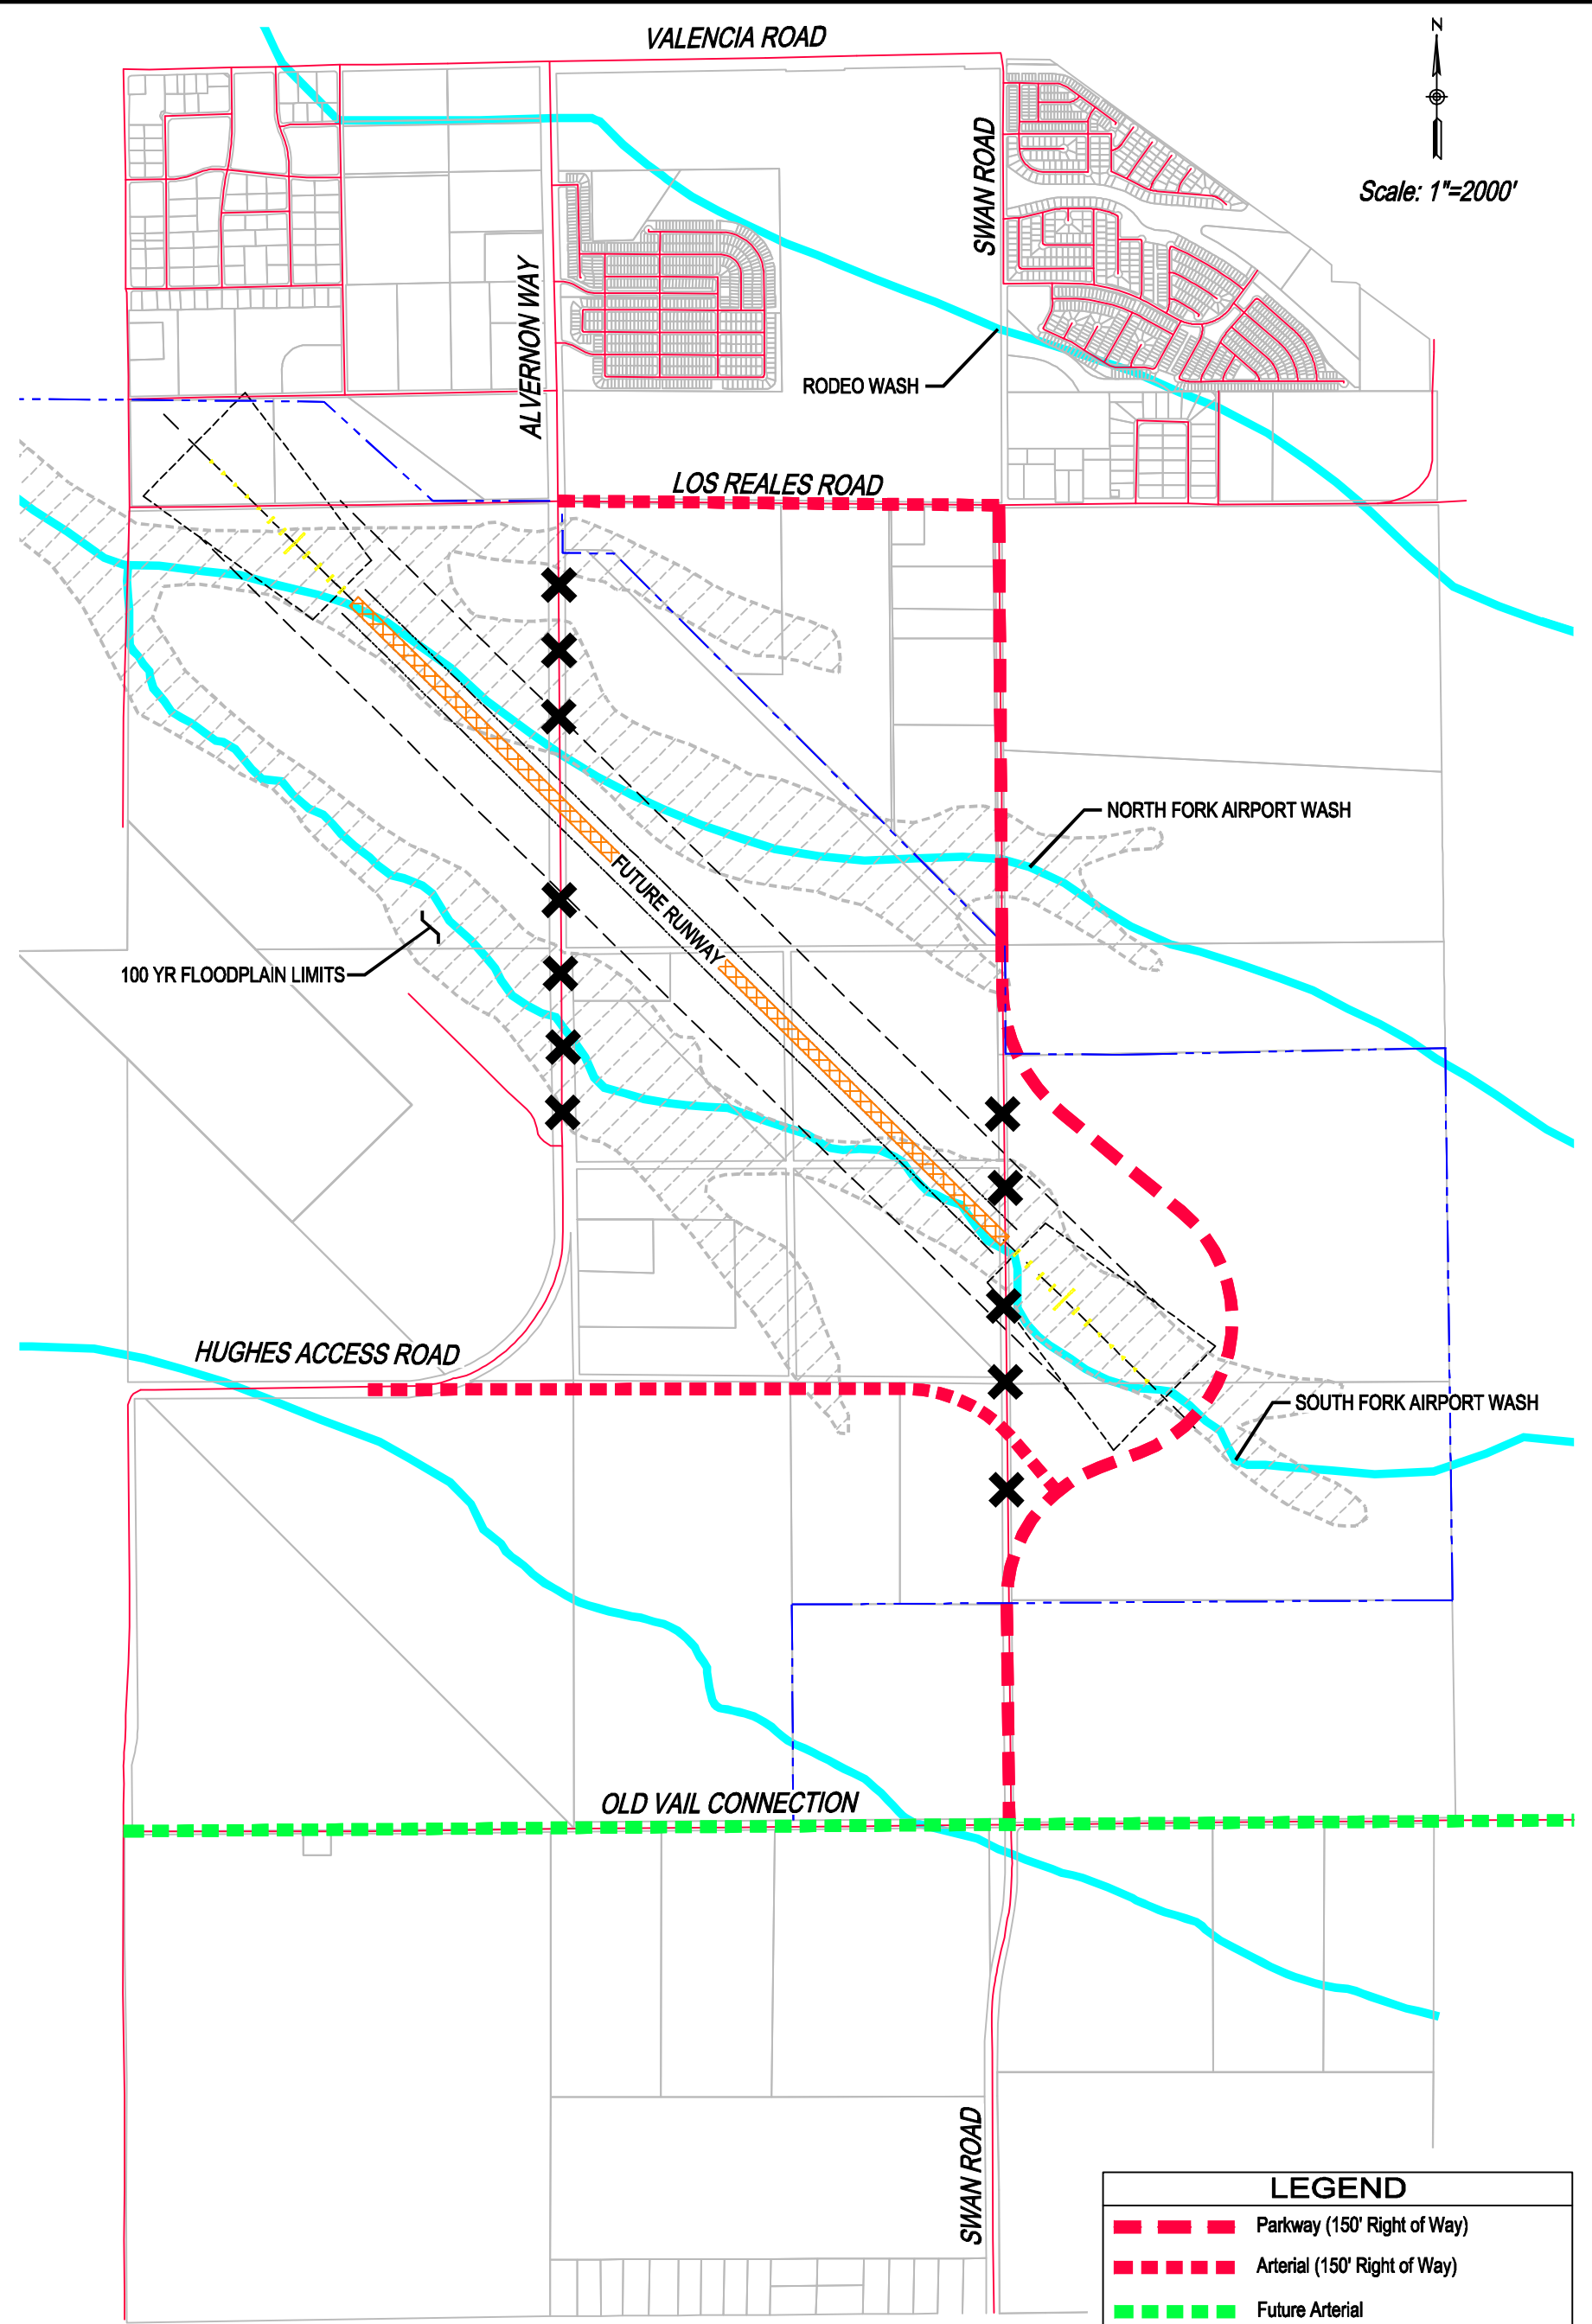 VALENCIA ROAD
N
Scale: 1"=2000'
SWAN ROAD
ALVERNON WAY
RODEO WASH
LOS REALES ROAD
NORTH FORK AIRPORT WASH
FUTURE RUNWAY
100 YR FLOODPLAIN LIMITS
HUGHES ACCESS ROAD
SOUTH FORK AIRPORT WASH
OLD VAIL CONNECTION
SWAN ROAD
LEGEND
Parkway (150' Right of Way)
Arterial (150' Right of Way)
Future Arterial